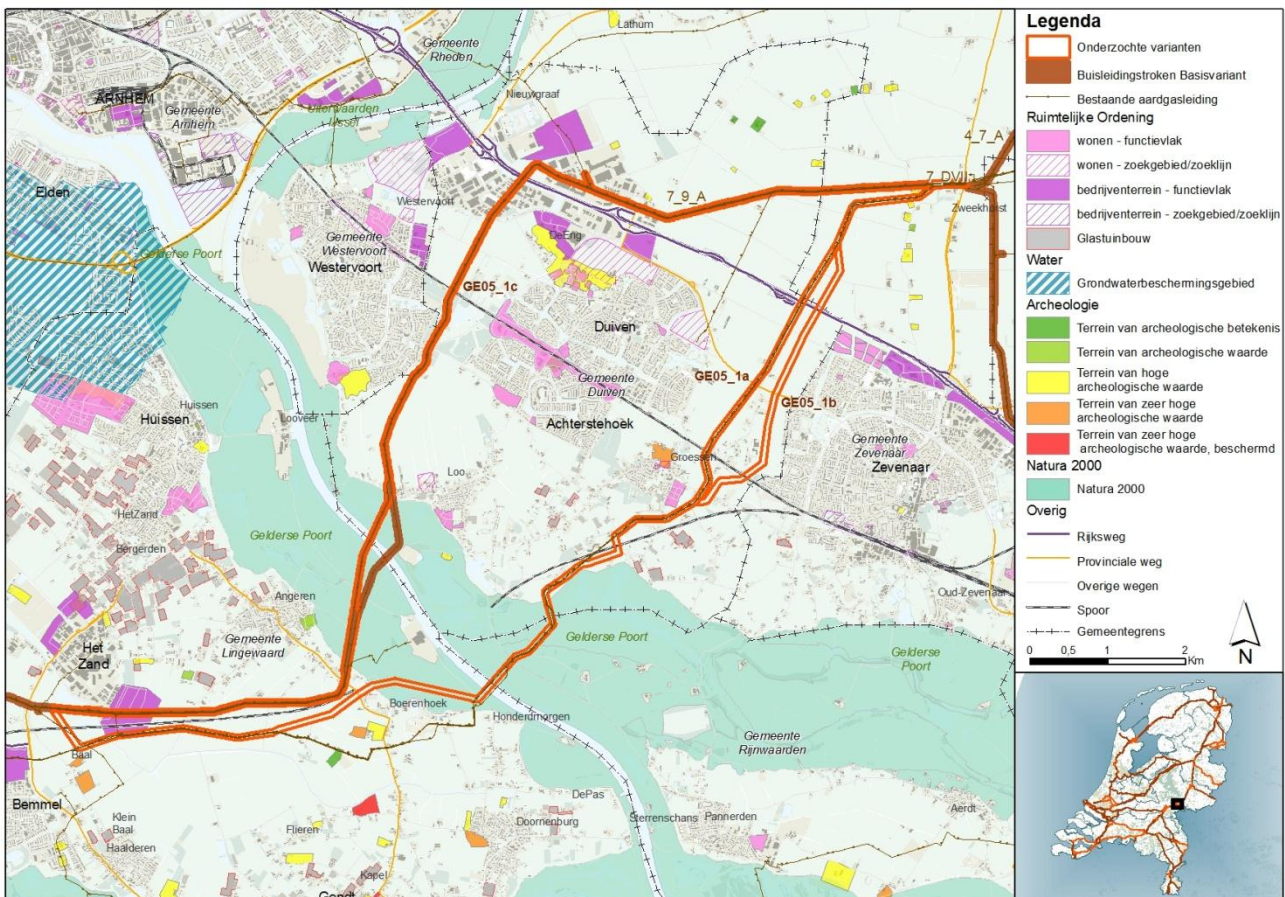 Lathum
Gemeente
Rheden
ARNHEM
Gemeente
Arnhem
Uiterwaarden
IJssel
Nieuwgraaf
4_7_A
7_DVII
7_9_A
Zweekhorst
Elden
Westervoort
Gemeente
Westervoort
Westervoort
DeEng
Gelderse Poort
GE05_1c
Duiven
Gemeente
Duiven
GE05_1a
GE05_1b
Huissen
Huissen
Looveer
Achterstehoek
Groessen
Gemeente
Zevenaar
Zevenaar
Loo
HetZand
Bergerden
Gelderse Poort
Angeren
Oud-Zevenaar
Gemeente
Lingewaard
Gelderse Poort
Gelderse
Poort
Het
Zand
Boerenhoek
Honderdmorgen
Gemeente
Rijnwaarden
Baal
Bemmel
Klein
Baal
Haalderen
Flieren
Kapel
Gendt
DePas
Doornenburg
Sterrenschans
Pannerden
Aerdt
Legenda
Onderzochte varianten
Buisleidingstroken Basisvariant
Bestaande aardgasleiding
Ruimtelijke Ordening
wonen - functievlak
wonen - zoekgebied/zoeklijn
bedrijventerrein - functievlak
bedrijventerrein - zoekgebied/zoeklijn
Glastuinbouw
Water
Grondwaterbeschermingsgebied
Archeologie
Terrein van archeologische betekenis
Terrein van archeologische waarde
Terrein van hoge
archeologische waarde
Terrein van zeer hoge
archeologische waarde
Terrein van zeer hoge
archeologische waarde, beschermd
Natura 2000
Natura 2000
Overig
Rijksweg
Provinciale weg
Overige wegen
Spoor
Gemeentegrens
0 0,5 1 2
Km
N